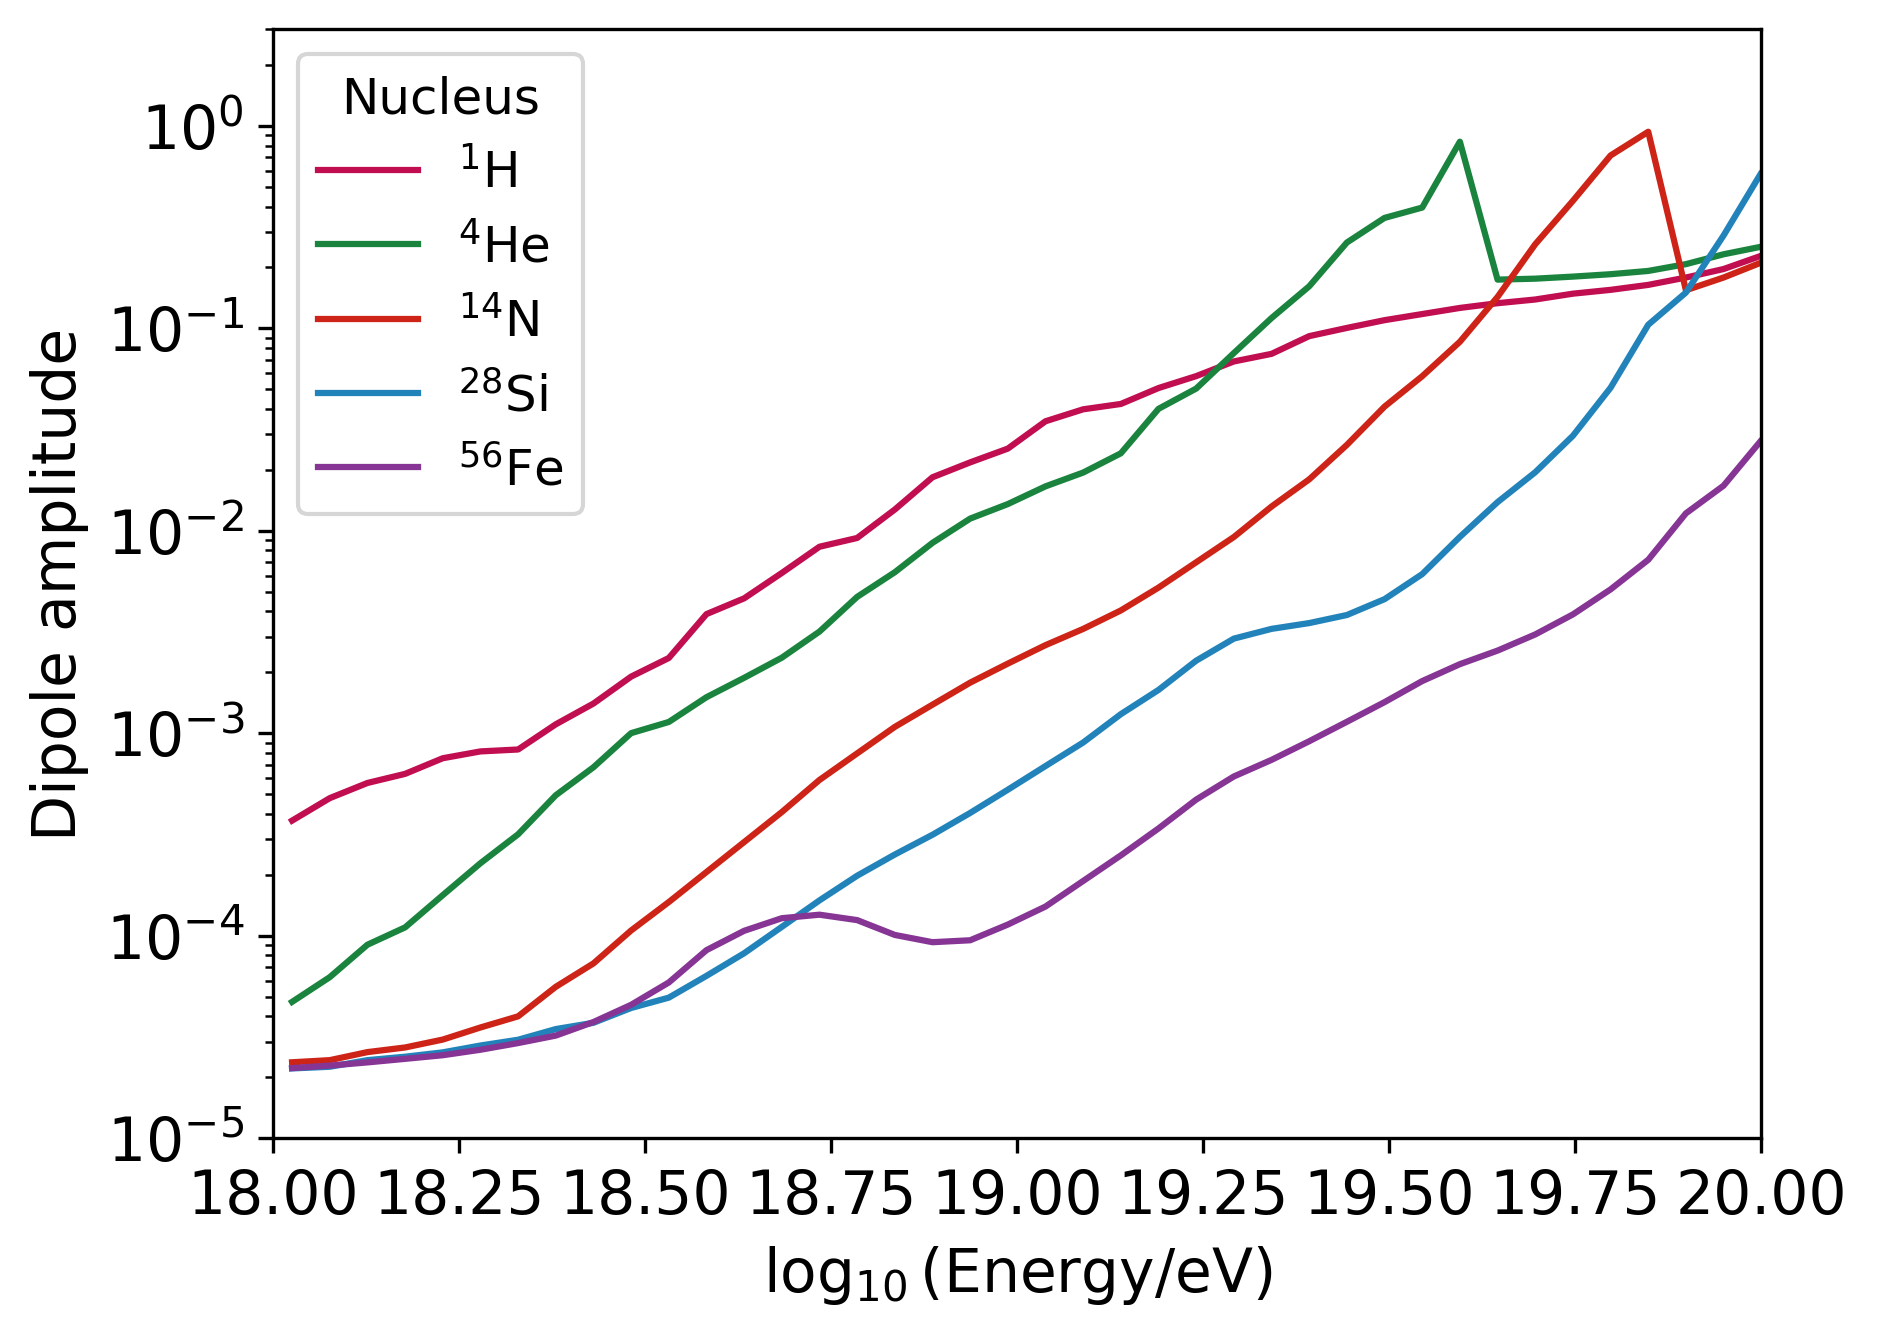 Nucleus
¹H
⁴He
¹⁴N
²⁸Si
⁵⁶Fe
Dipole amplitude
10⁰
10⁻¹
10⁻²
10⁻³
10⁻⁴
10⁻⁵
18.00 18.25 18.50 18.75 19.00 19.25 19.50 19.75 20.00
log₁₀ (Energy/eV)